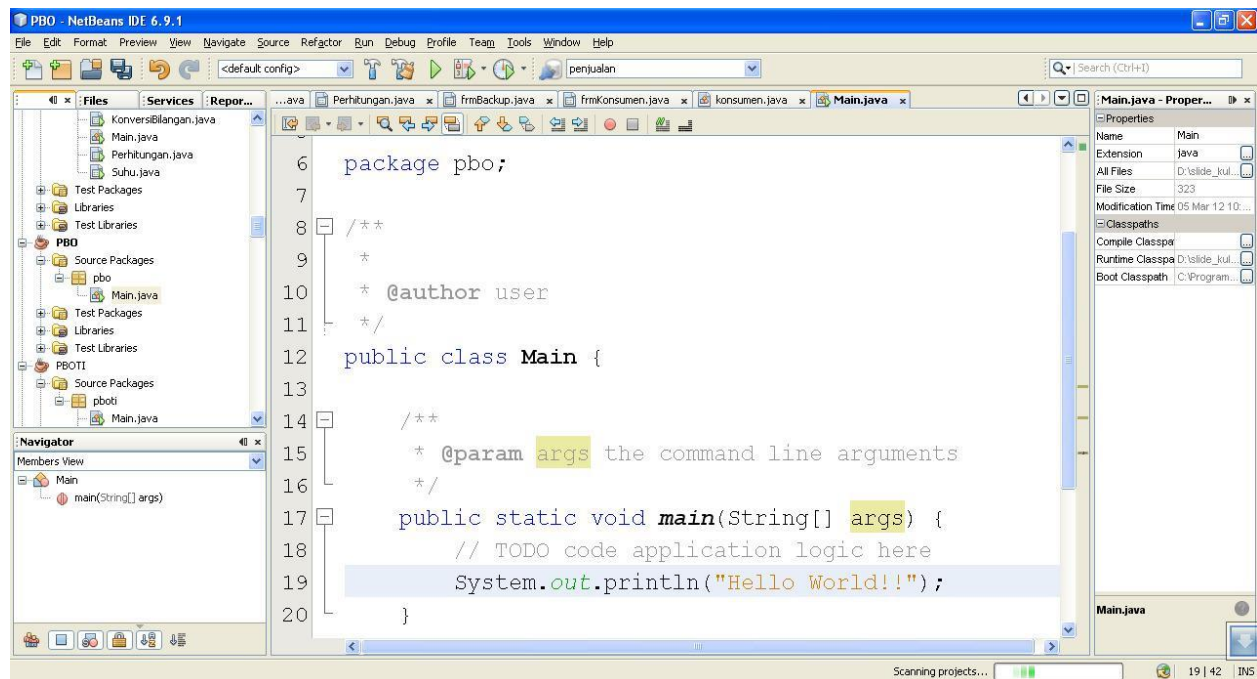 PBO - NetBeans IDE 6.9.1
File Edit Format Preview View Navigate Source Refactor Run Debug Profile Team Tools Window Help
<default config> penjualan Search (Ctrl+I)
Files Services Repor...
KonversiBilangan.java
Main.java
Perhitungan.java
Suhu.java
Test Packages
Libraries
Test Libraries
PBO
Source Packages
pbo
Main.java
Test Packages
Libraries
Test Libraries
PBOTI
Source Packages
pboti
Main.java
Navigator
Members View
Main
main(String[] args)
...ava Perhitungan.java frmBackup.java frmKonsumen.java konsumen.java Main.java
6 package pbo;
7
8 /**
9 *
10 * @author user
11 */
12 public class Main {
13
14 /**
15 * @param args the command line arguments
16 */
17 public static void main(String[] args) {
18 // TODO code application logic here
19 System.out.println("Hello World!!");
20 }
Main.java - Proper...
Properties
Name Main
Extension java
All Files D:\slide_kul...
File Size 323
Modification Time 05 Mar 12 10:...
Classpaths
Compile Classpa
Runtime Classpa D:\slide_kul...
Boot Classpath C:\Program...
Main.java
Scanning projects... 19 | 42 INS